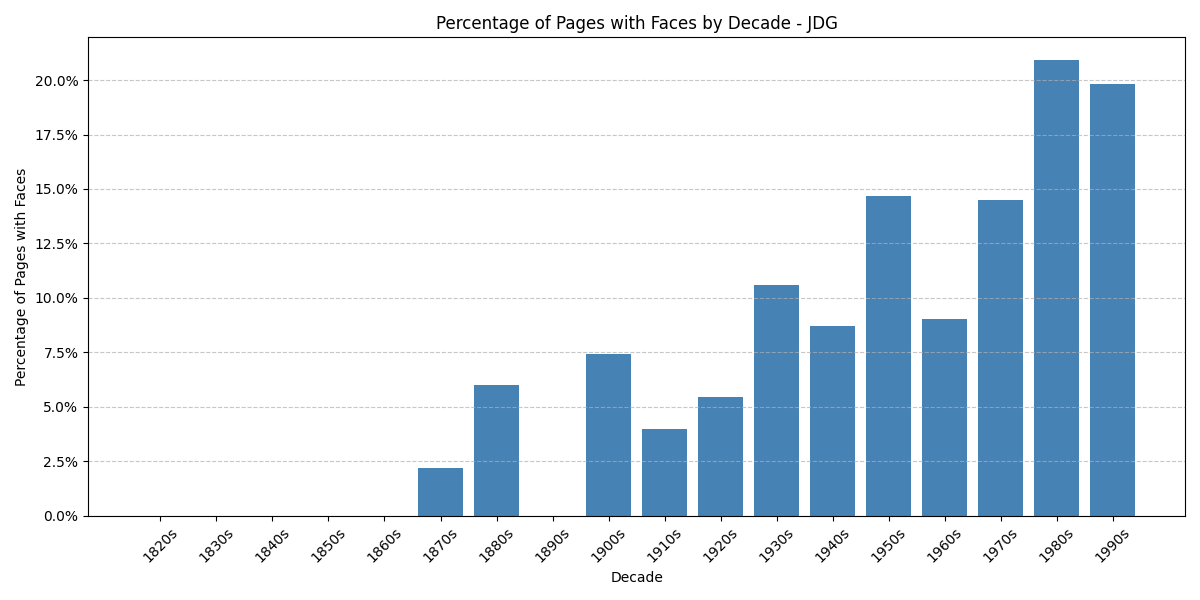 Percentage of Pages with Faces by Decade - JDG
Percentage of Pages with Faces
20.0%
17.5%
15.0%
12.5%
10.0%
7.5%
5.0%
2.5%
0.0%
1820s
1830s
1840s
1850s
1860s
1870s
1880s
1890s
1900s
1910s
1920s
1930s
1940s
1950s
1960s
1970s
1980s
1990s
Decade